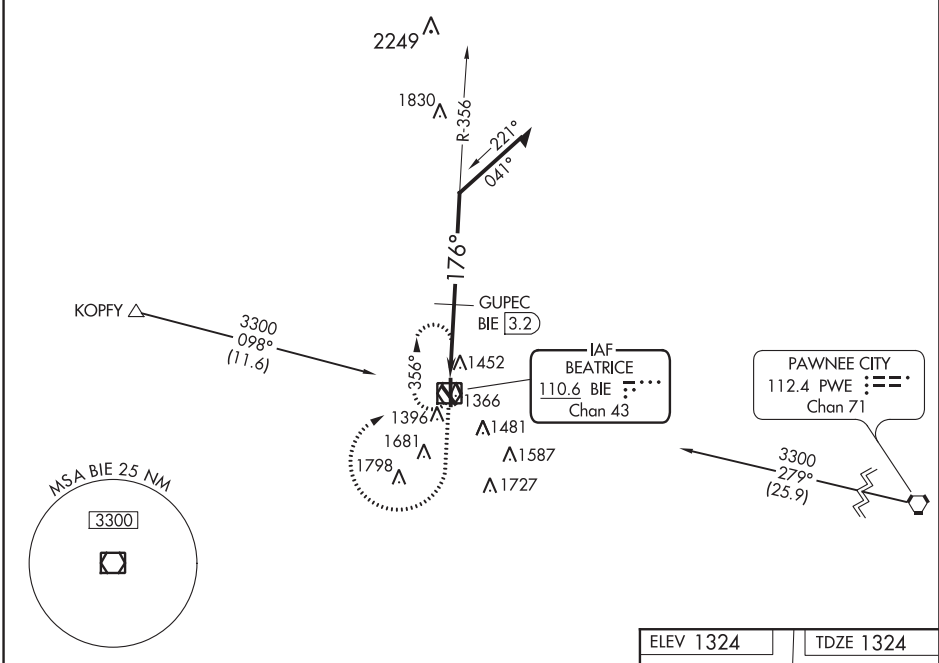 2249
1830
R-356
221°
041°
176°
KOPFY
3300
098°
(11.6)
GUPEC
BIE 3.2
356°
1452
1366
1396
1481
1681
1587
1798
1727
IAF
BEATRICE
110.6 BIE
Chan 43
PAWNEE CITY
112.4 PWE
Chan 71
3300
279°
(25.9)
MSA BIE 25 NM
3300
ELEV 1324
TDZE 1324